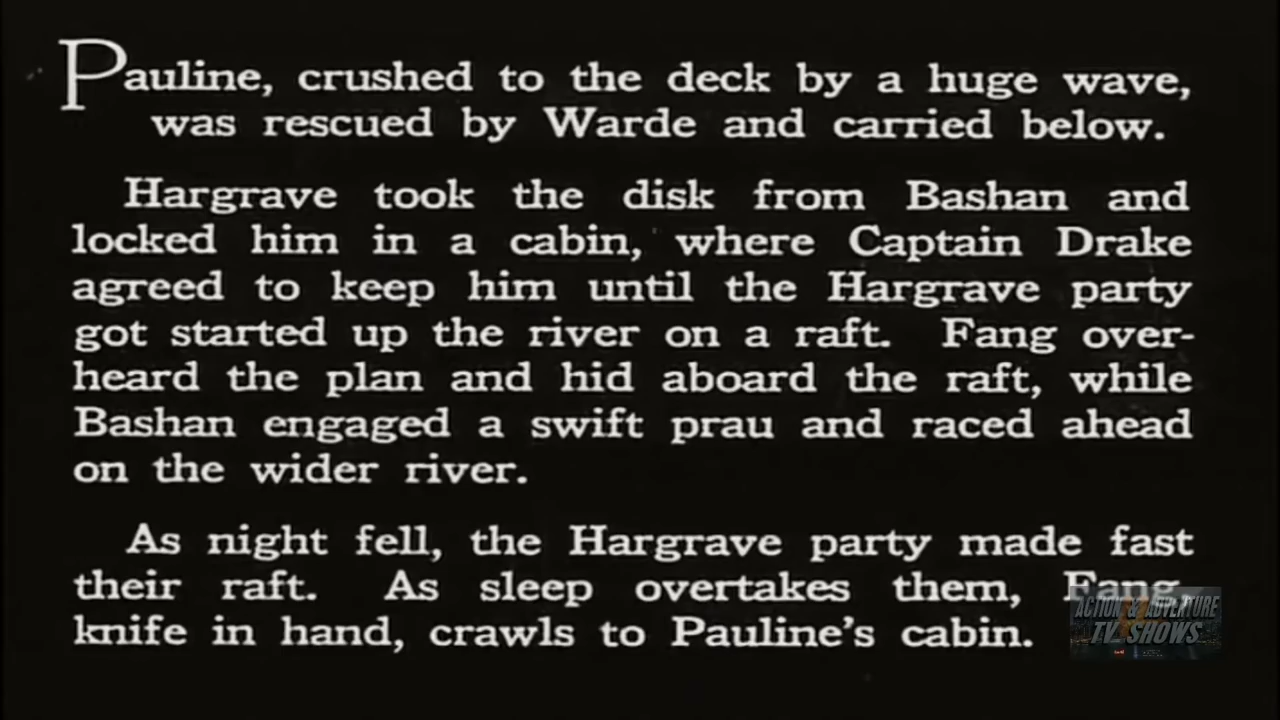 Pauline, crushed to the deck by a huge wave,
was rescued by Warde and carried below.
Hargrave took the disk from Bashan and
locked him in a cabin, where Captain Drake
agreed to keep him until the Hargrave party
got started up the river on a raft. Fang over-
heard the plan and hid aboard the raft, while
Bashan engaged a swift prau and raced ahead
on the wider river.
As night fell, the Hargrave party made fast
their raft. As sleep overtakes them, Fang,
knife in hand, crawls to Pauline's cabin.
ACTION & ADVENTURE
TV SHOWS